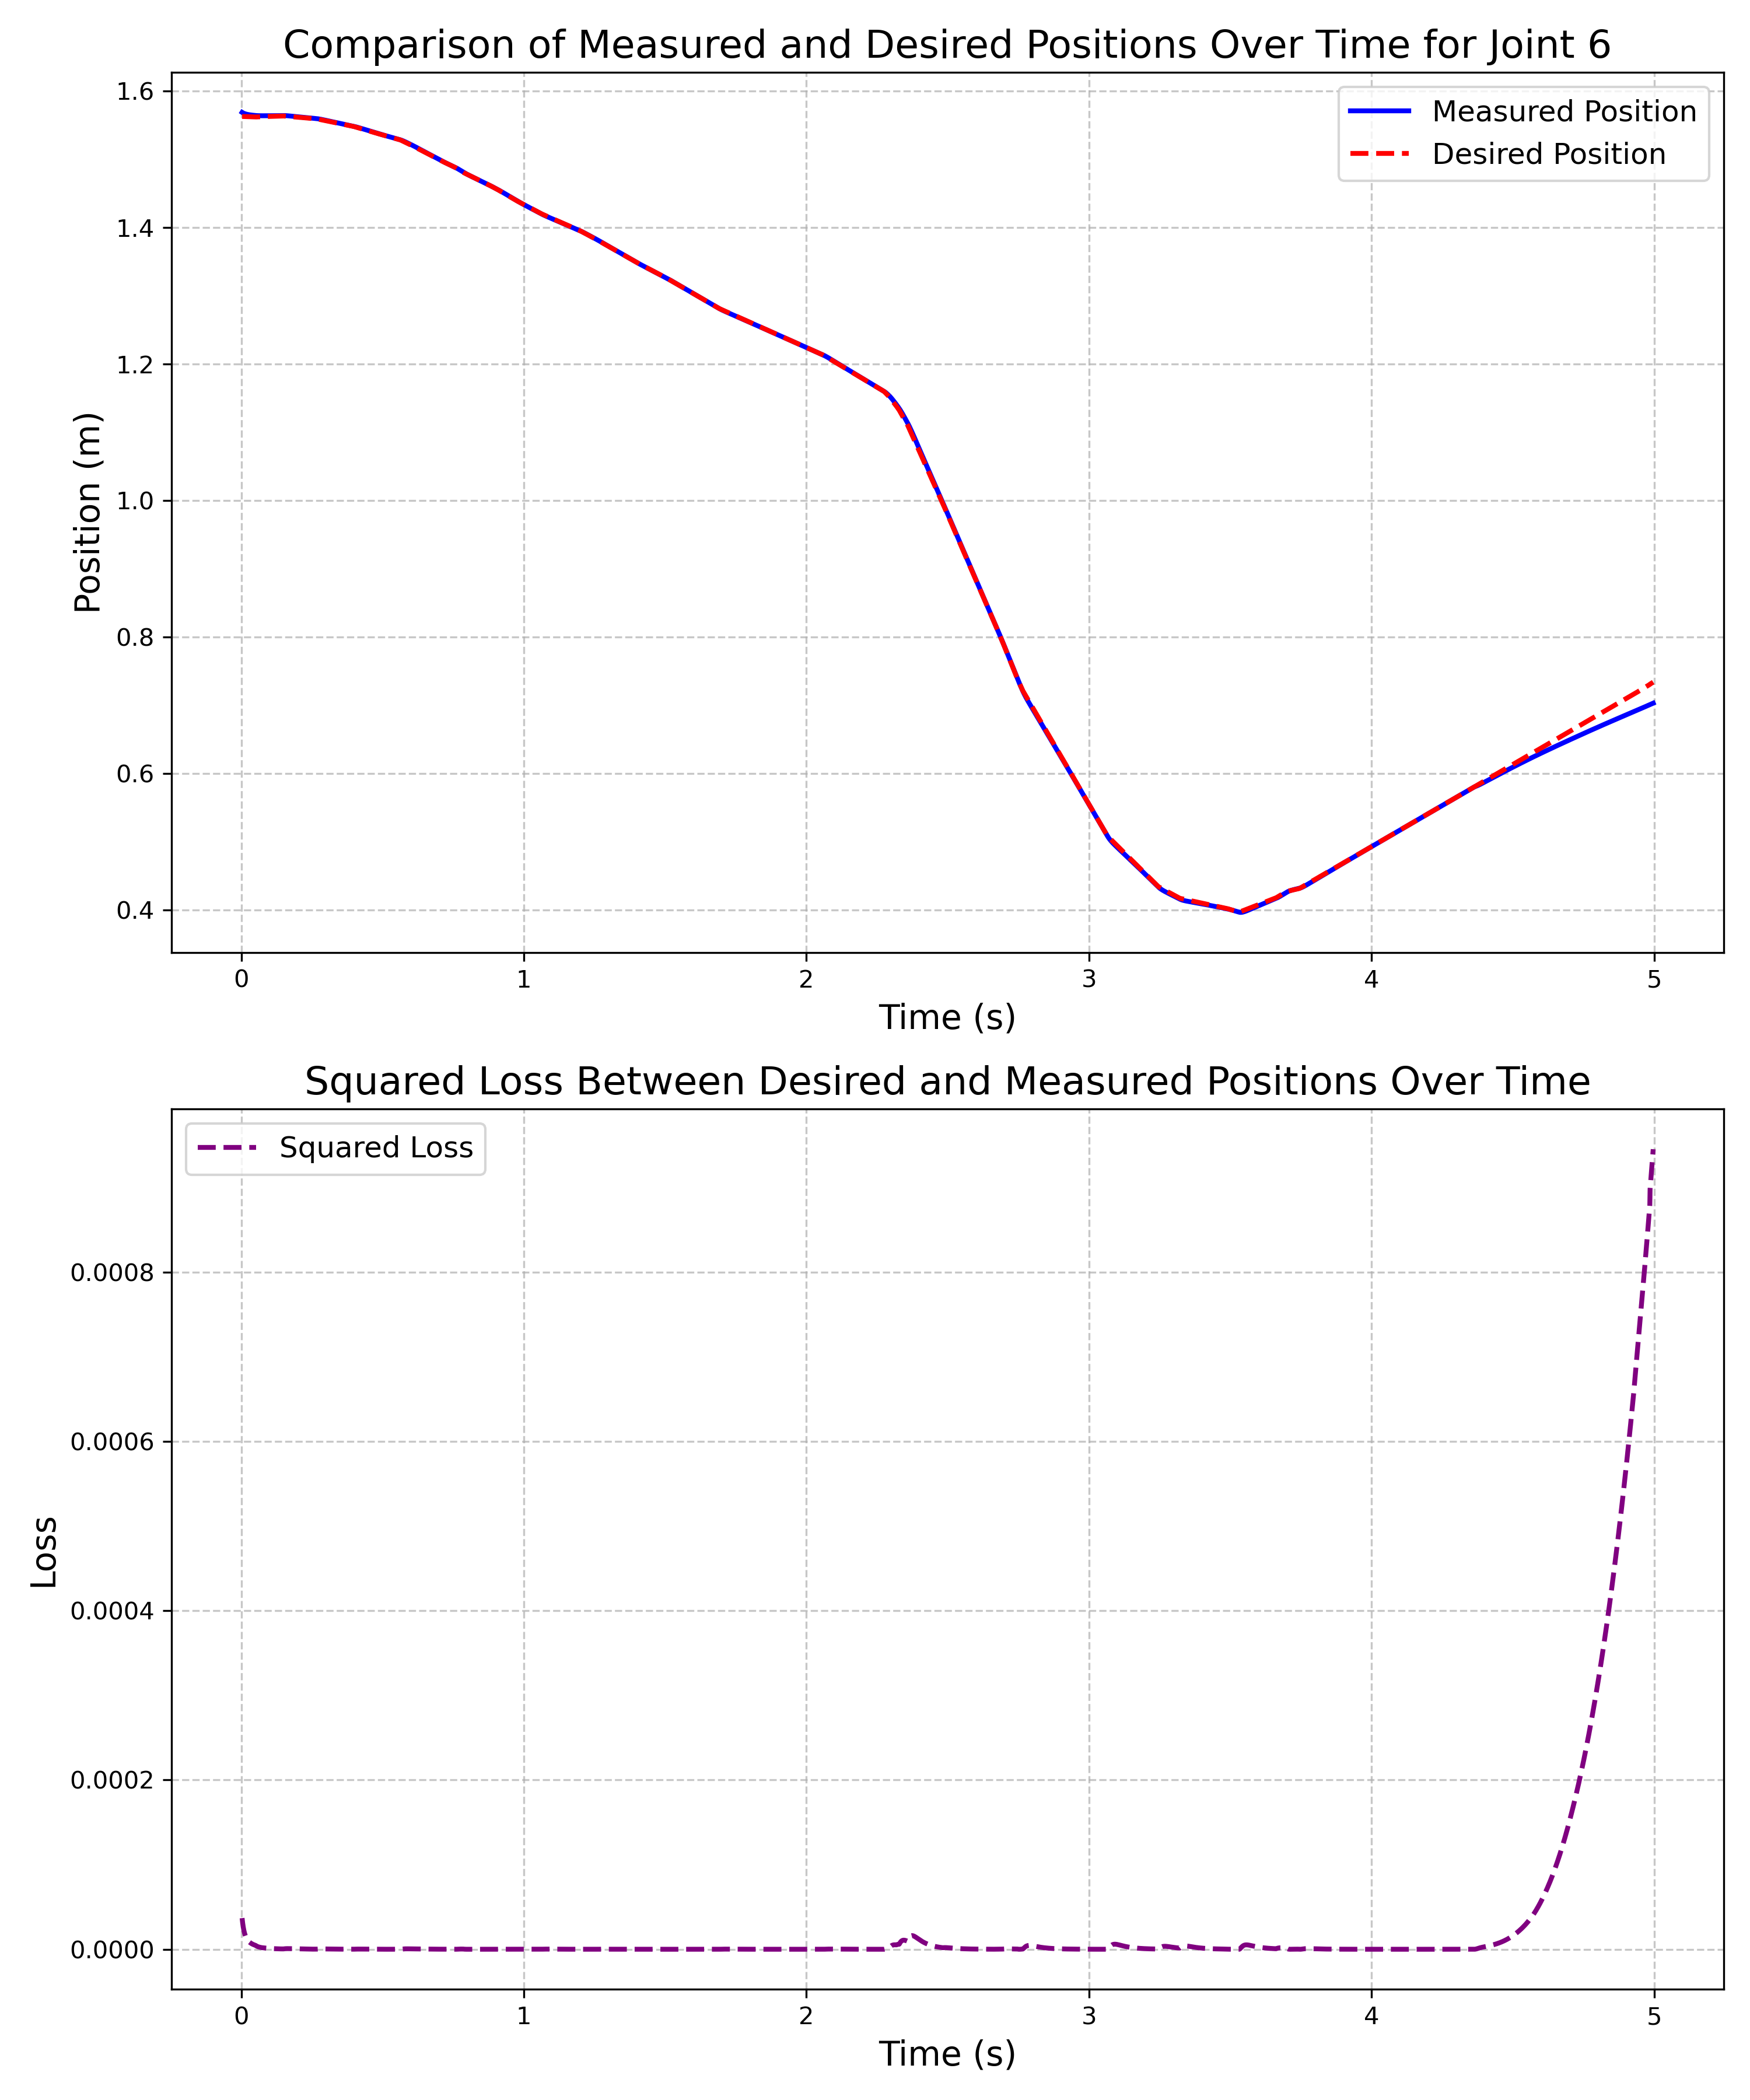 Comparison of Measured and Desired Positions Over Time for Joint 6
Measured Position
Desired Position
Position (m)
1.6
1.4
1.2
1.0
0.8
0.6
0.4
0 1 2 3 4 5
Time (s)
Squared Loss Between Desired and Measured Positions Over Time
Squared Loss
Loss
0.0008
0.0006
0.0004
0.0002
0.0000
0 1 2 3 4 5
Time (s)